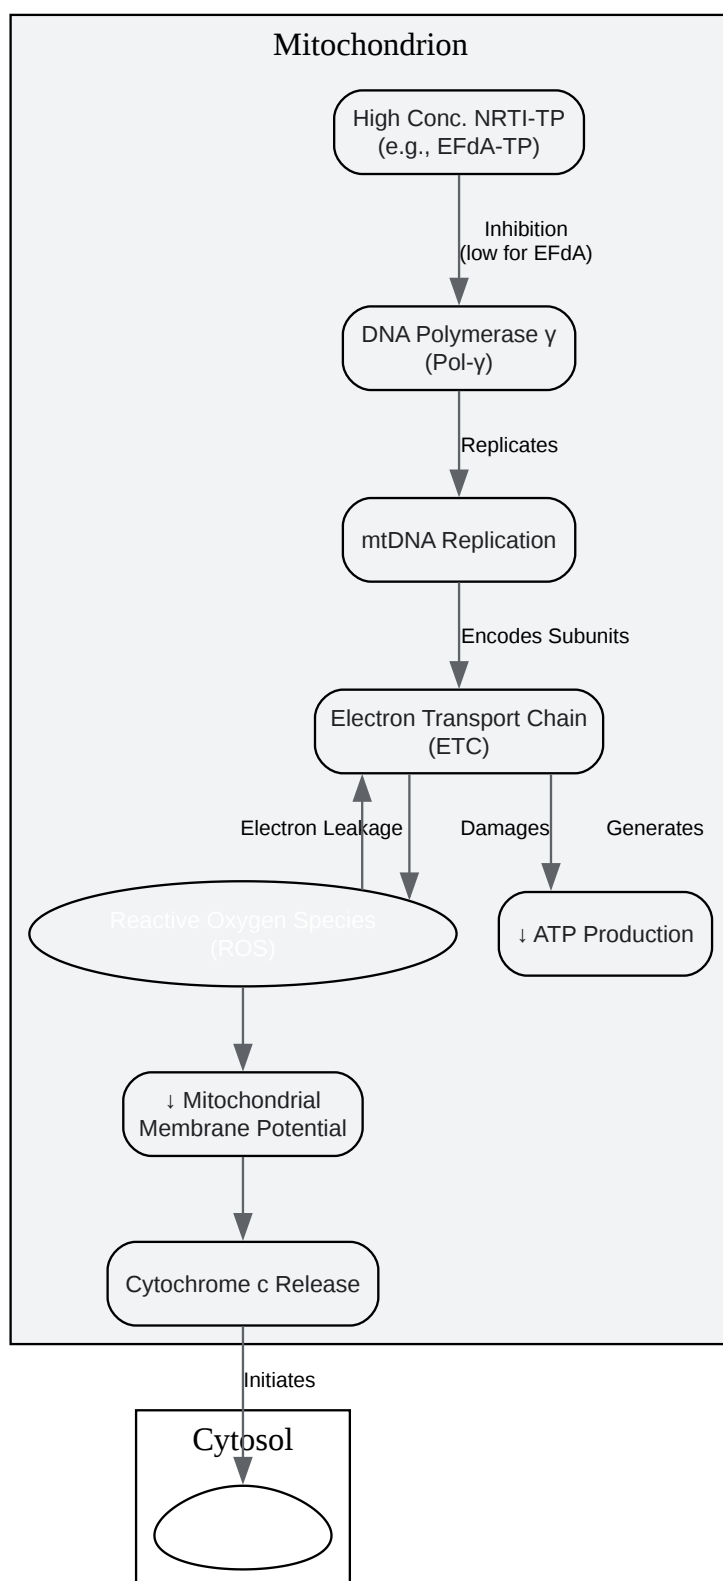 Mitochondrion
High Conc. NRTI-TP
(e.g., EFdA-TP)
Inhibition
(low for EFdA)
DNA Polymerase γ
(Pol-γ)
Replicates
mtDNA Replication
Encodes Subunits
Electron Transport Chain
(ETC)
Electron Leakage
Damages
Generates
Reactive Oxygen Species
(ROS)
↓ ATP Production
↓ Mitochondrial
Membrane Potential
Cytochrome c Release
Initiates
Cytosol